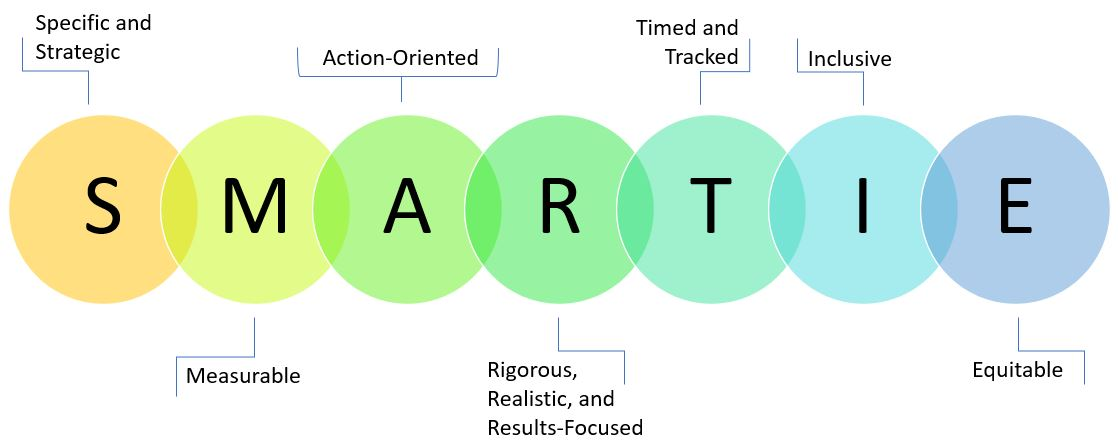 Specific and
Strategic
Action-Oriented
Timed and
Tracked
Inclusive
S M A R T I E
Measurable
Rigorous,
Realistic, and
Results-Focused
Equitable